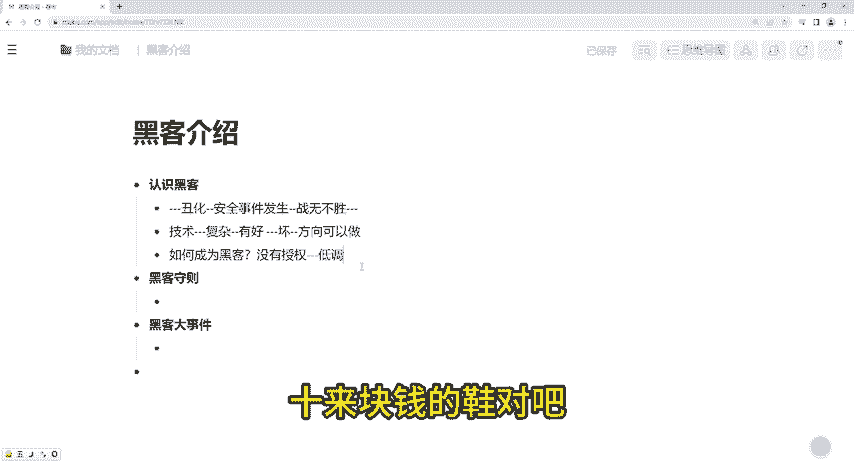 我的文档 | 黑客介绍
已保存
黑客介绍
认识黑客
---丑化--安全事件发生--战无不胜---
技术---复杂--有好 ---坏--方向可以做
如何成为黑客？没有授权---低调
黑客守则
黑客大事件
十来块钱的鞋对吧